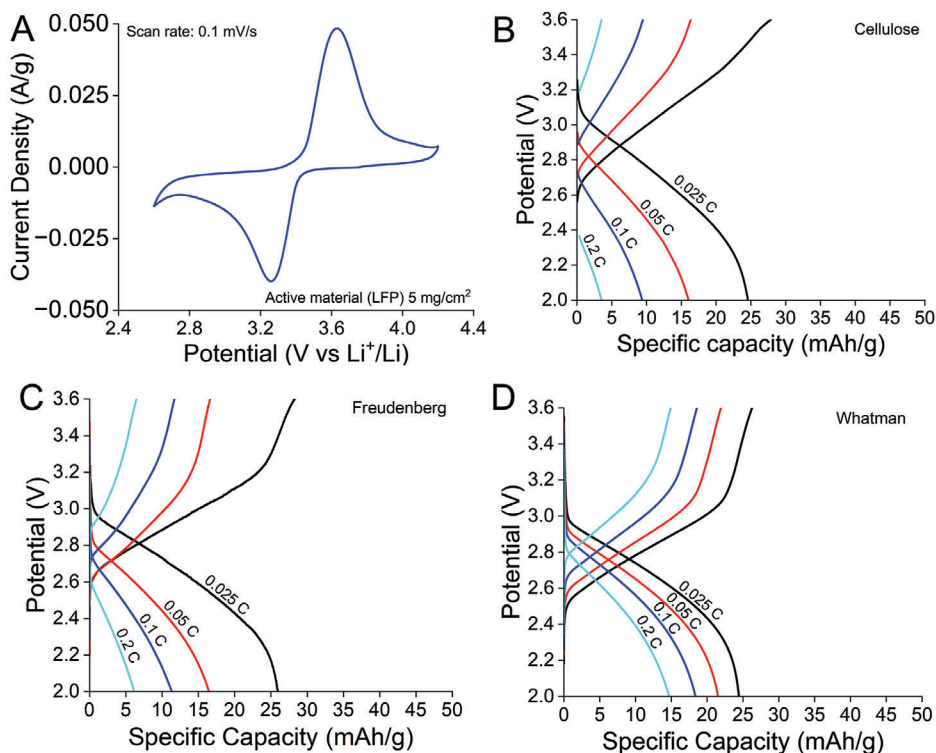 A
Scan rate: 0.1 mV/s
Current Density (A/g)
0.050
0.025
0.000
−0.025
−0.050
Active material (LFP) 5 mg/cm²
2.4 3.2 3.6 4.0 4.4
Potential (V vs Li⁺/Li)
B
Cellulose
Potential (V)
3.6
3.4
3.0
2.6
2.2
2.0
0.025 C
0.05 C
0.1 C
0.2 C
0 5 10 15 20 25 30 35 40 45 50
Specific capacity (mAh/g)
C
Freudenberg
Potential (V)
3.6
3.4
3.2
3.0
2.8
2.6
2.4
2.2
2.0
0.025 C
0.05 C
0.1 C
0.2 C
0 5 10 15 20 25 30 35 40 45 50
Specific Capacity (mAh/g)
D
Whatman
Potential (V)
3.6
3.4
3.2
3.0
2.8
2.6
2.4
2.2
2.0
0.025 C
0.05 C
0.1 C
0.2 C
0 5 10 15 20 25 30 35 40 45 50
Specific Capacity (mAh/g)